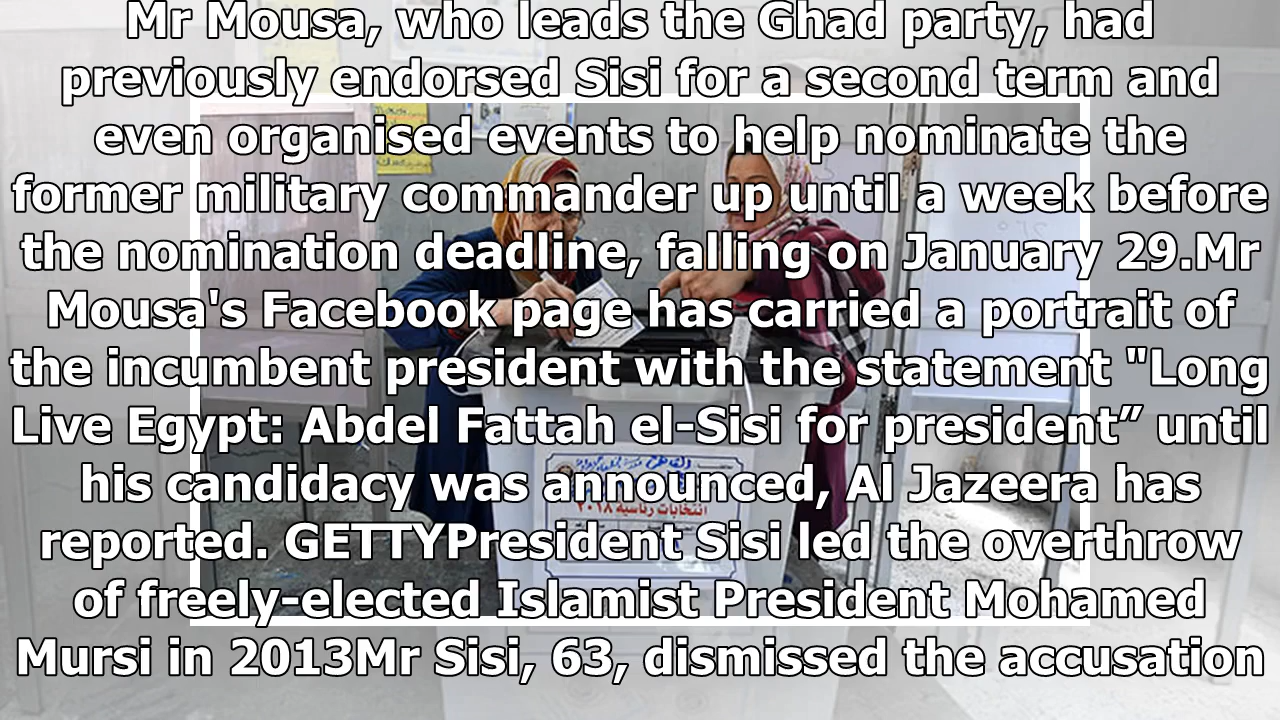 Mr Mousa, who leads the Ghad party, had
previously endorsed Sisi for a second term and
even organised events to help nominate the
former military commander up until a week before
the nomination deadline, falling on January 29.Mr
Mousa's Facebook page has carried a portrait of
the incumbent president with the statement "Long
Live Egypt: Abdel Fattah el-Sisi for president” until
his candidacy was announced, Al Jazeera has
reported. GETTYPresident Sisi led the overthrow
of freely-elected Islamist President Mohamed
Mursi in 2013Mr Sisi, 63, dismissed the accusation
انتخابات رئاسية ٢٠١٨